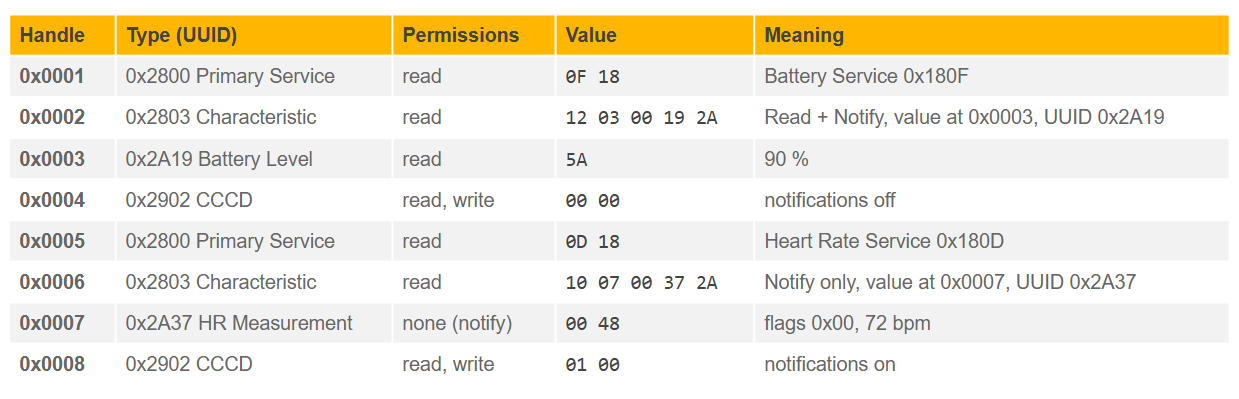 Handle Type (UUID) Permissions Value Meaning
0x0001 0x2800 Primary Service read 0F 18 Battery Service 0x180F
0x0002 0x2803 Characteristic read 12 03 00 19 2A Read + Notify, value at 0x0003, UUID 0x2A19
0x0003 0x2A19 Battery Level read 5A 90 %
0x0004 0x2902 CCCD read, write 00 00 notifications off
0x0005 0x2800 Primary Service read 0D 18 Heart Rate Service 0x180D
0x0006 0x2803 Characteristic read 10 07 00 37 2A Notify only, value at 0x0007, UUID 0x2A37
0x0007 0x2A37 HR Measurement none (notify) 00 48 flags 0x00, 72 bpm
0x0008 0x2902 CCCD read, write 01 00 notifications on